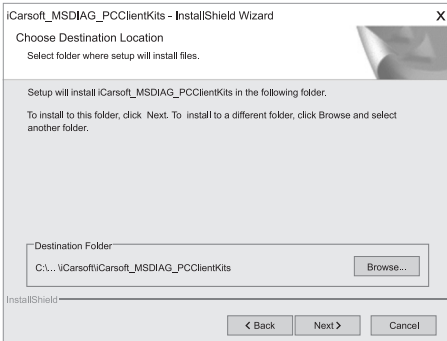 iCarsoft_MSDIAG_PCClientKits - InstallShield Wizard X
Choose Destination Location
Select folder where setup will install files.
Setup will install iCarsoft_MSDIAG_PCClientKits in the following folder.
To install to this folder, click Next. To install to a different folder, click Browse and select
another folder.
Destination Folder
C:\... \iCarsoft\iCarsoft_MSDIAG_PCClientKits Browse...
InstallShield
< Back Next > Cancel